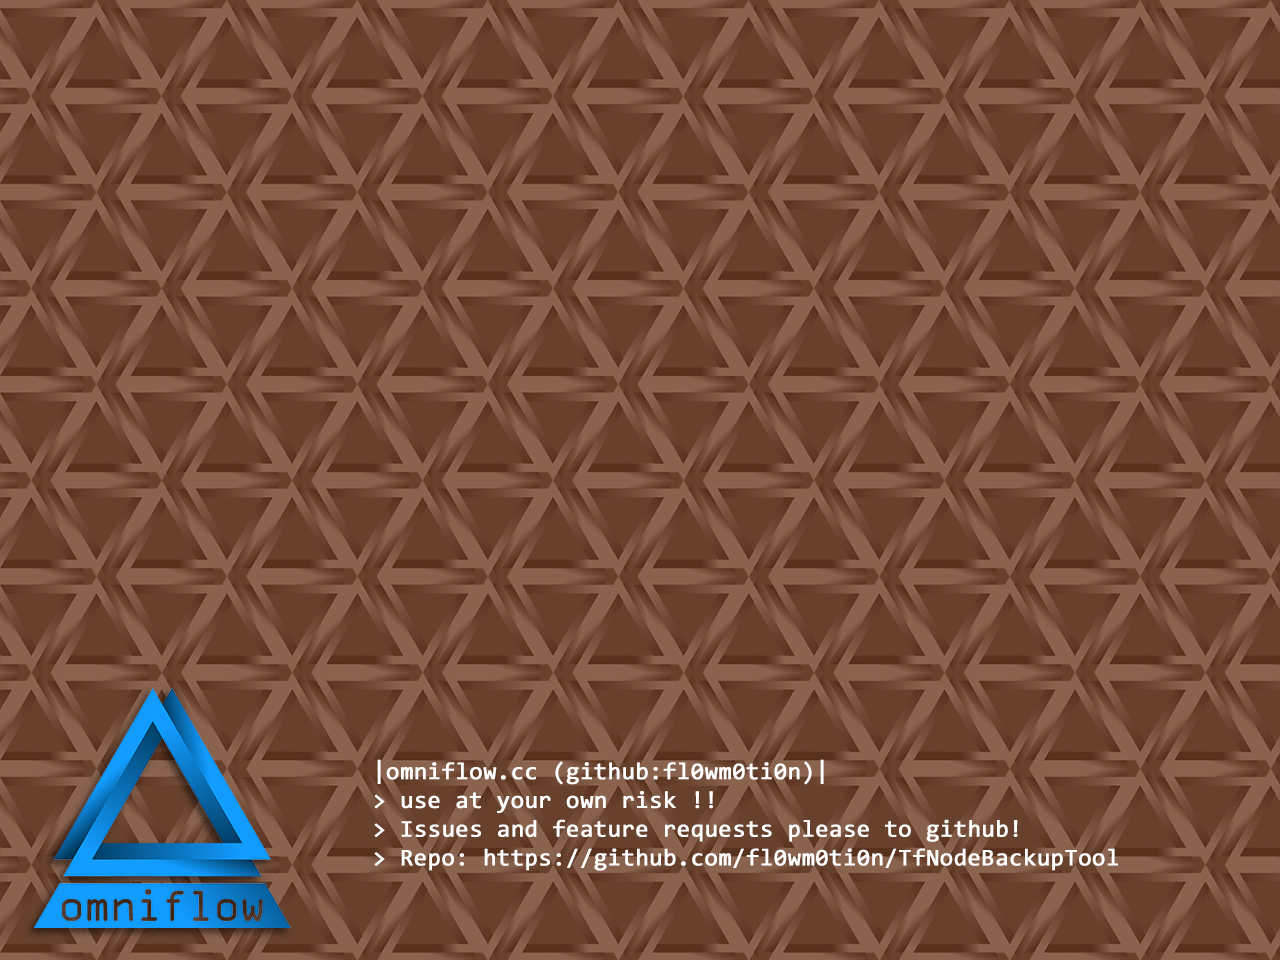 |omniflow.cc (github:fl0wm0ti0n)|
> use at your own risk !!
> Issues and feature requests please to github!
> Repo: https://github.com/fl0wm0ti0n/TfNodeBackupTool
omniflow